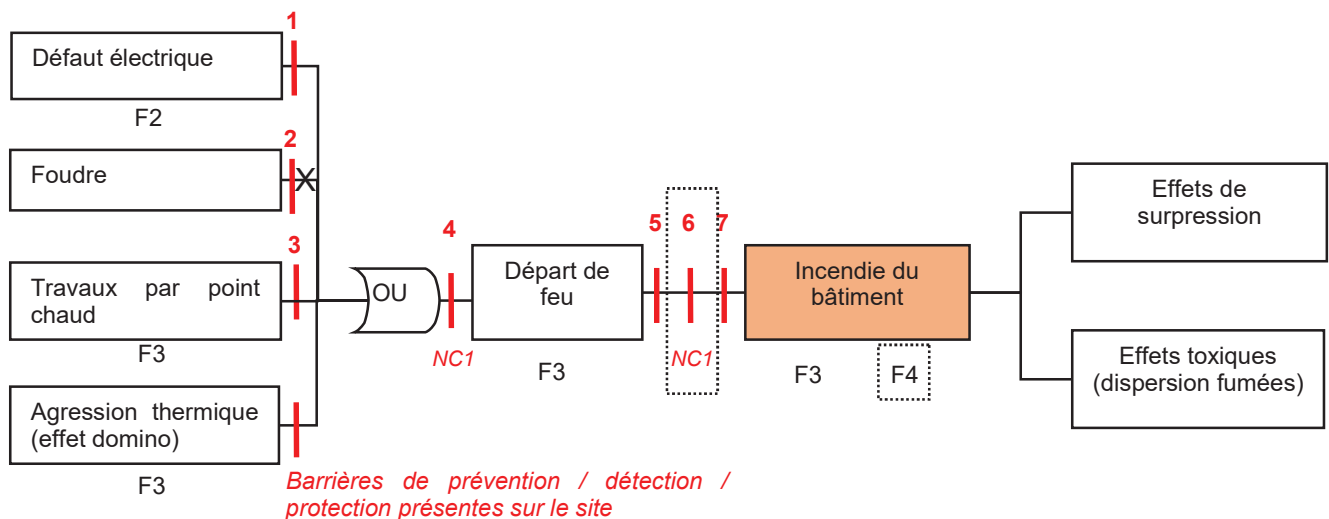 1
Défaut électrique
F2
2
Foudre
X
3
Travaux par point
chaud
F3
Agression thermique
(effet domino)
F3
OU
4
NC1
Départ de
feu
F3
5 6 7
NC1
Incendie du
bâtiment
F3 F4
Effets de
surpression
Effets toxiques
(dispersion fumées)
Barrières de prévention / détection /
protection présentes sur le site